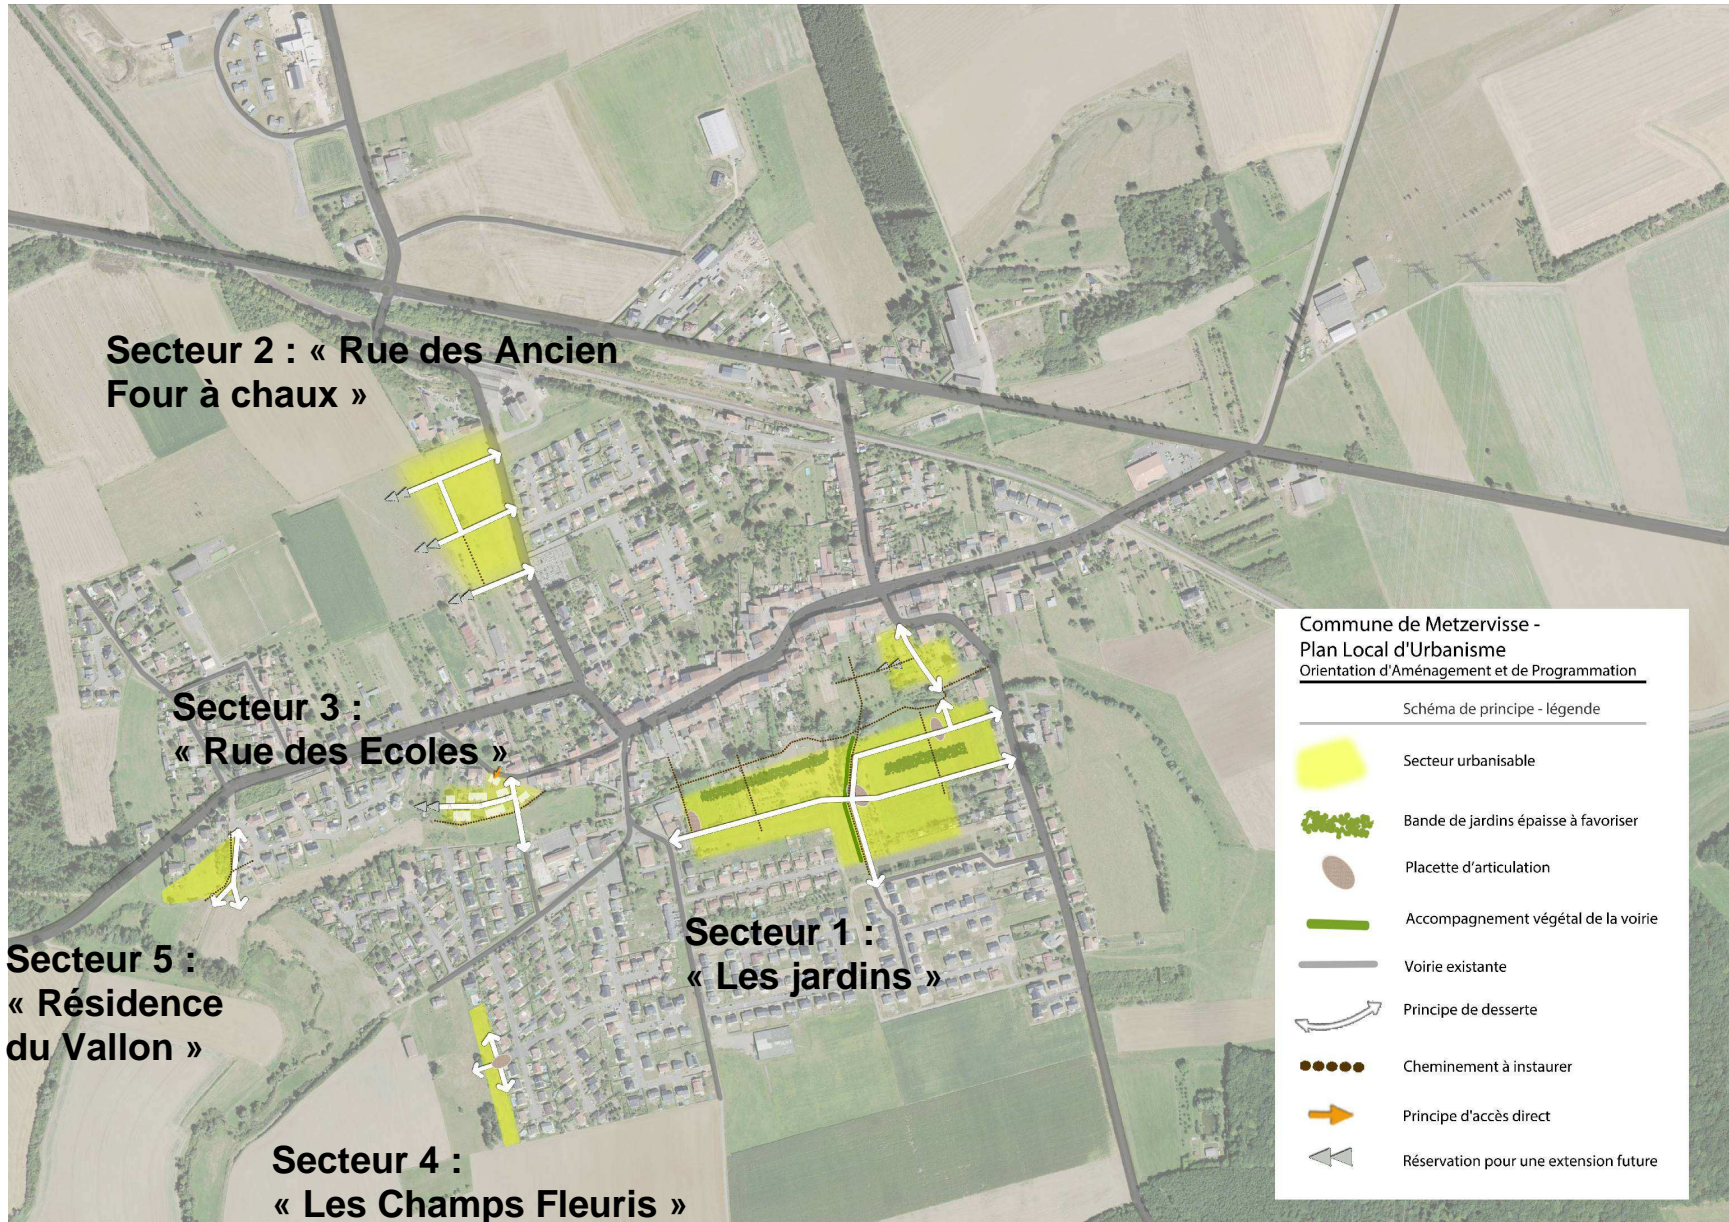 Secteur 2 : « Rue des Ancien
Four à chaux »
Secteur 3 :
« Rue des Ecoles »
Secteur 1 :
« Les jardins »
Secteur 5 :
« Résidence
du Vallon »
Secteur 4 :
« Les Champs Fleuris »
Commune de Metzervisse -
Plan Local d'Urbanisme
Orientation d'Aménagement et de Programmation
Schéma de principe - légende
Secteur urbanisable
Bande de jardins épaisse à favoriser
Placette d'articulation
Accompagnement végétal de la voirie
Voirie existante
Principe de desserte
Cheminement à instaurer
Principe d'accès direct
Réservation pour une extension future